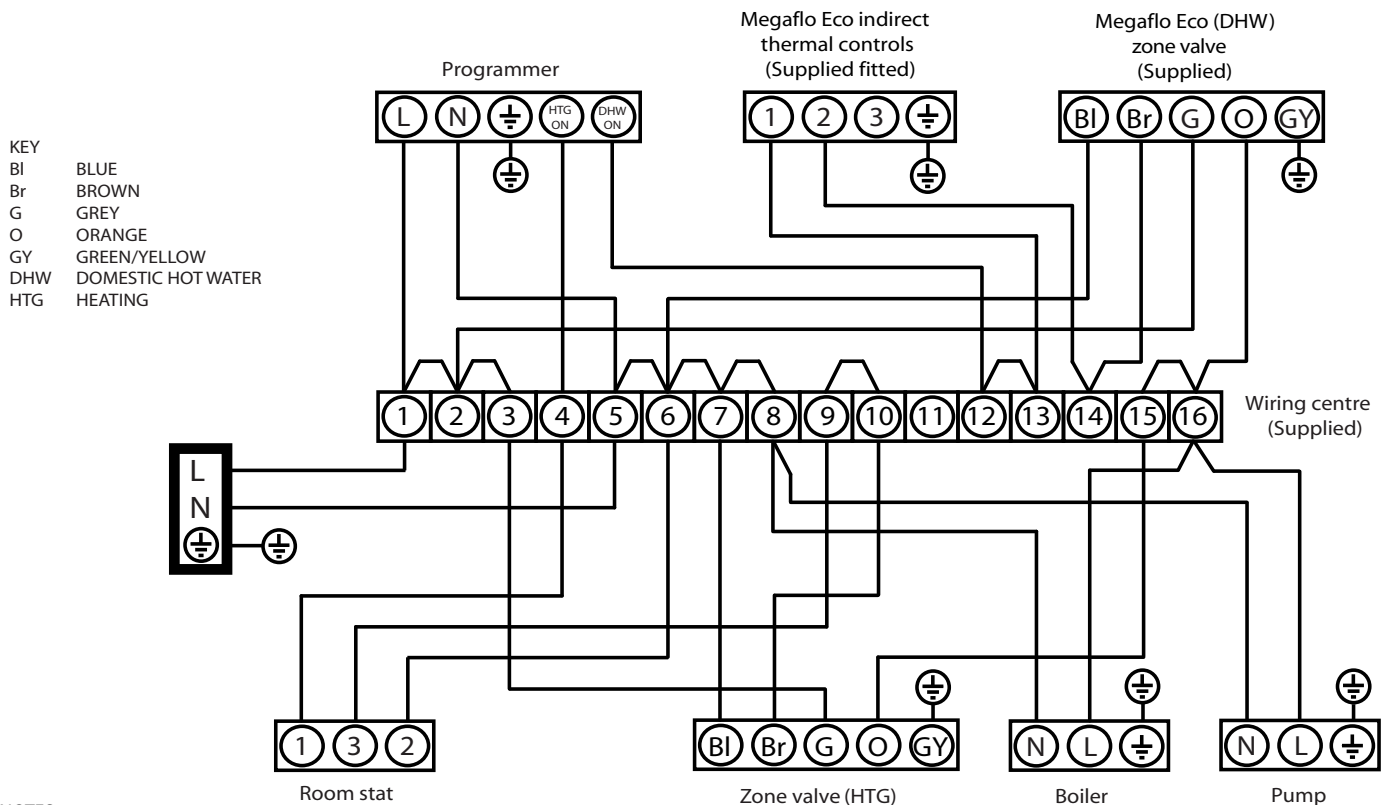 Megaflo Eco indirect
thermal controls
(Supplied fitted)
Megaflo Eco (DHW)
zone valve
(Supplied)
Programmer
L N HTG ON DHW ON
1 2 3
Bl Br G O GY
KEY
Bl BLUE
Br BROWN
G GREY
O ORANGE
GY GREEN/YELLOW
DHW DOMESTIC HOT WATER
HTG HEATING
1 2 3 4 5 6 7 8 9 10 11 12 13 14 15 16
Wiring centre
(Supplied)
L
N
1 3 2
Bl Br G O GY
N L
N L
Room stat
Zone valve (HTG)
Boiler
Pump